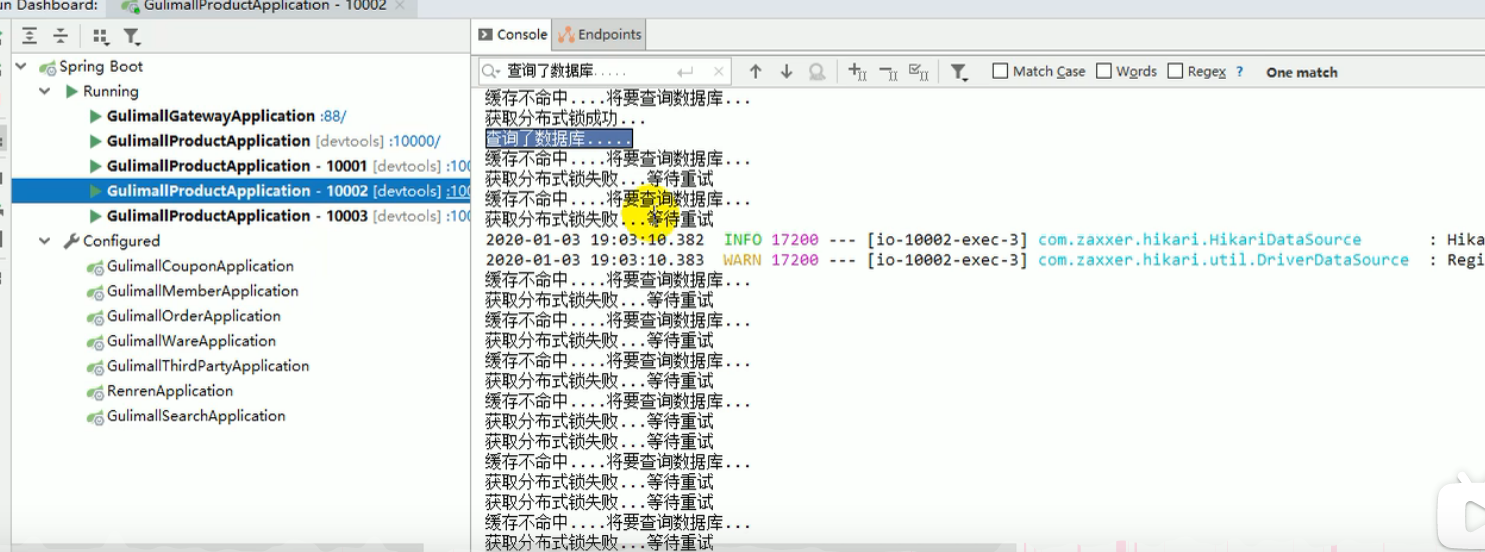 un Dashboard:
GulimallProductApplication - 10002
Console
Endpoints
查询了数据库.....
Match Case
Words
Regex
?
One match
Spring Boot
Running
GulimallGatewayApplication :88/
GulimallProductApplication [devtools] :10000/
GulimallProductApplication - 10001 [devtools] :100
GulimallProductApplication - 10002 [devtools] :100
GulimallProductApplication - 10003 [devtools] :100
Configured
GulimallCouponApplication
GulimallMemberApplication
GulimallOrderApplication
GulimallWareApplication
GulimallThirdPartyApplication
RenrenApplication
GulimallSearchApplication
缓存不命中....将要查询数据库...
获取分布式锁成功...
查询了数据库.....
缓存不命中....将要查询数据库...
获取分布式锁失败...等待重试
缓存不命中....将要查询数据库...
获取分布式锁失败...等待重试
2020-01-03 19:03:10.382 INFO 17200 --- [io-10002-exec-3] com.zaxxer.hikari.HikariDataSource : Hika
2020-01-03 19:03:10.383 WARN 17200 --- [io-10002-exec-3] com.zaxxer.hikari.util.DriverDataSource : Regi
缓存不命中....将要查询数据库...
获取分布式锁失败...等待重试
缓存不命中....将要查询数据库...
获取分布式锁失败...等待重试
缓存不命中....将要查询数据库...
获取分布式锁失败...等待重试
缓存不命中....将要查询数据库...
获取分布式锁失败...等待重试
获取分布式锁失败...等待重试
缓存不命中....将要查询数据库...
获取分布式锁失败...等待重试
获取分布式锁失败...等待重试
缓存不命中....将要查询数据库...
获取分布式锁失败...等待重试